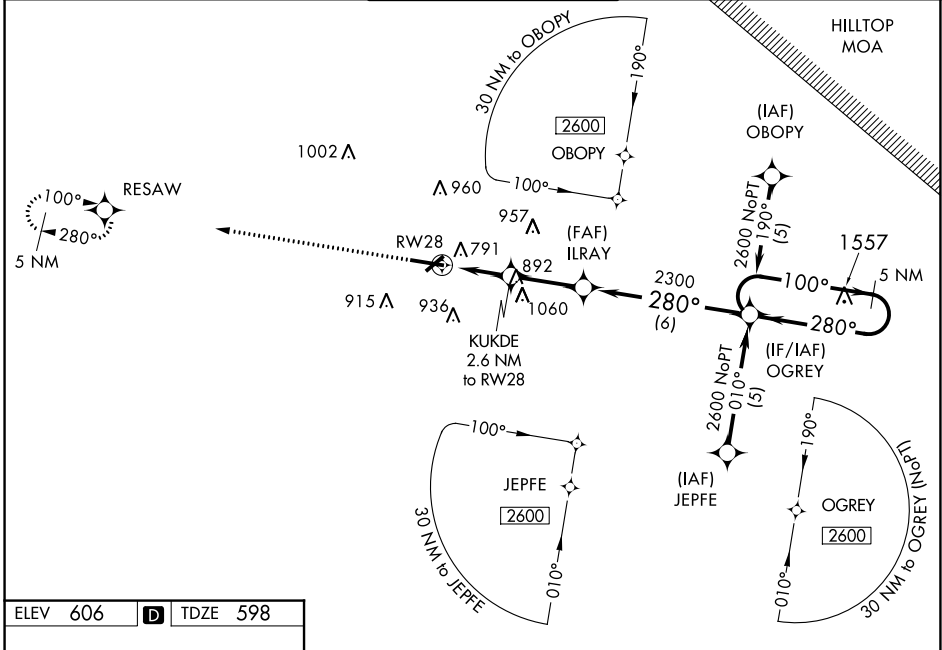 HILLTOP
MOA
30 NM to OBOPY
190°
2600
OBOPY
100°
(IAF)
OBOPY
2600 NoPT
190°
(5)
1002
960
957
100°
RESAW
280°
5 NM
RW28
791
(FAF)
ILRAY
892
1060
915
936
KUKDE
2.6 NM
to RW28
2300
280°
(6)
1557
5 NM
100°
280°
(IF/IAF)
OGREY
2600 NoPT
010°
(5)
(IAF)
JEPFE
100°
JEPFE
2600
010°
30 NM to JEPFE
190°
OGREY
2600
010°
30 NM to OGREY (NoPT)
ELEV 606 D TDZE 598